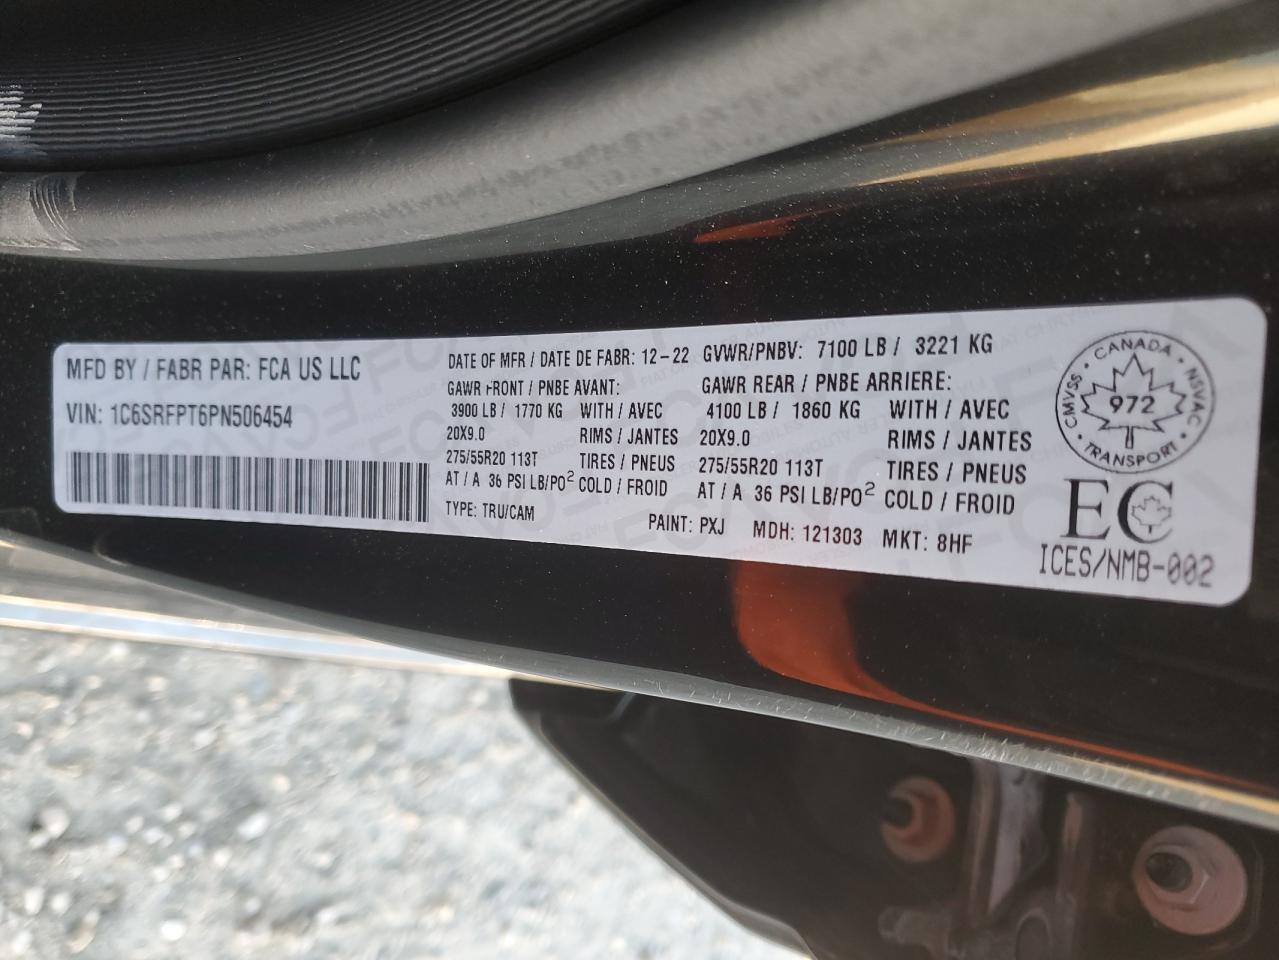 MFD BY / FABR PAR: FCA US LLC
VIN: 1C6SRFPT6PN506454
DATE OF MFR / DATE DE FABR: 12-22 GVWR/PNBV: 7100 LB / 3221 KG
GAWR FRONT / PNBE AVANT: GAWR REAR / PNBE ARRIERE:
3900 LB / 1770 KG WITH / AVEC 4100 LB / 1860 KG WITH / AVEC
20X9.0 RIMS / JANTES 20X9.0 RIMS / JANTES
275/55R20 113T TIRES / PNEUS 275/55R20 113T TIRES / PNEUS
AT / A 36 PSI LB/PO² COLD / FROID AT / A 36 PSI LB/PO² COLD / FROID
TYPE: TRU/CAM PAINT: PXJ MDH: 121303 MKT: 8HF
CMVSS · CANADA · NSVAC · TRANSPORT ·
972
EC
ICES/NMB-002